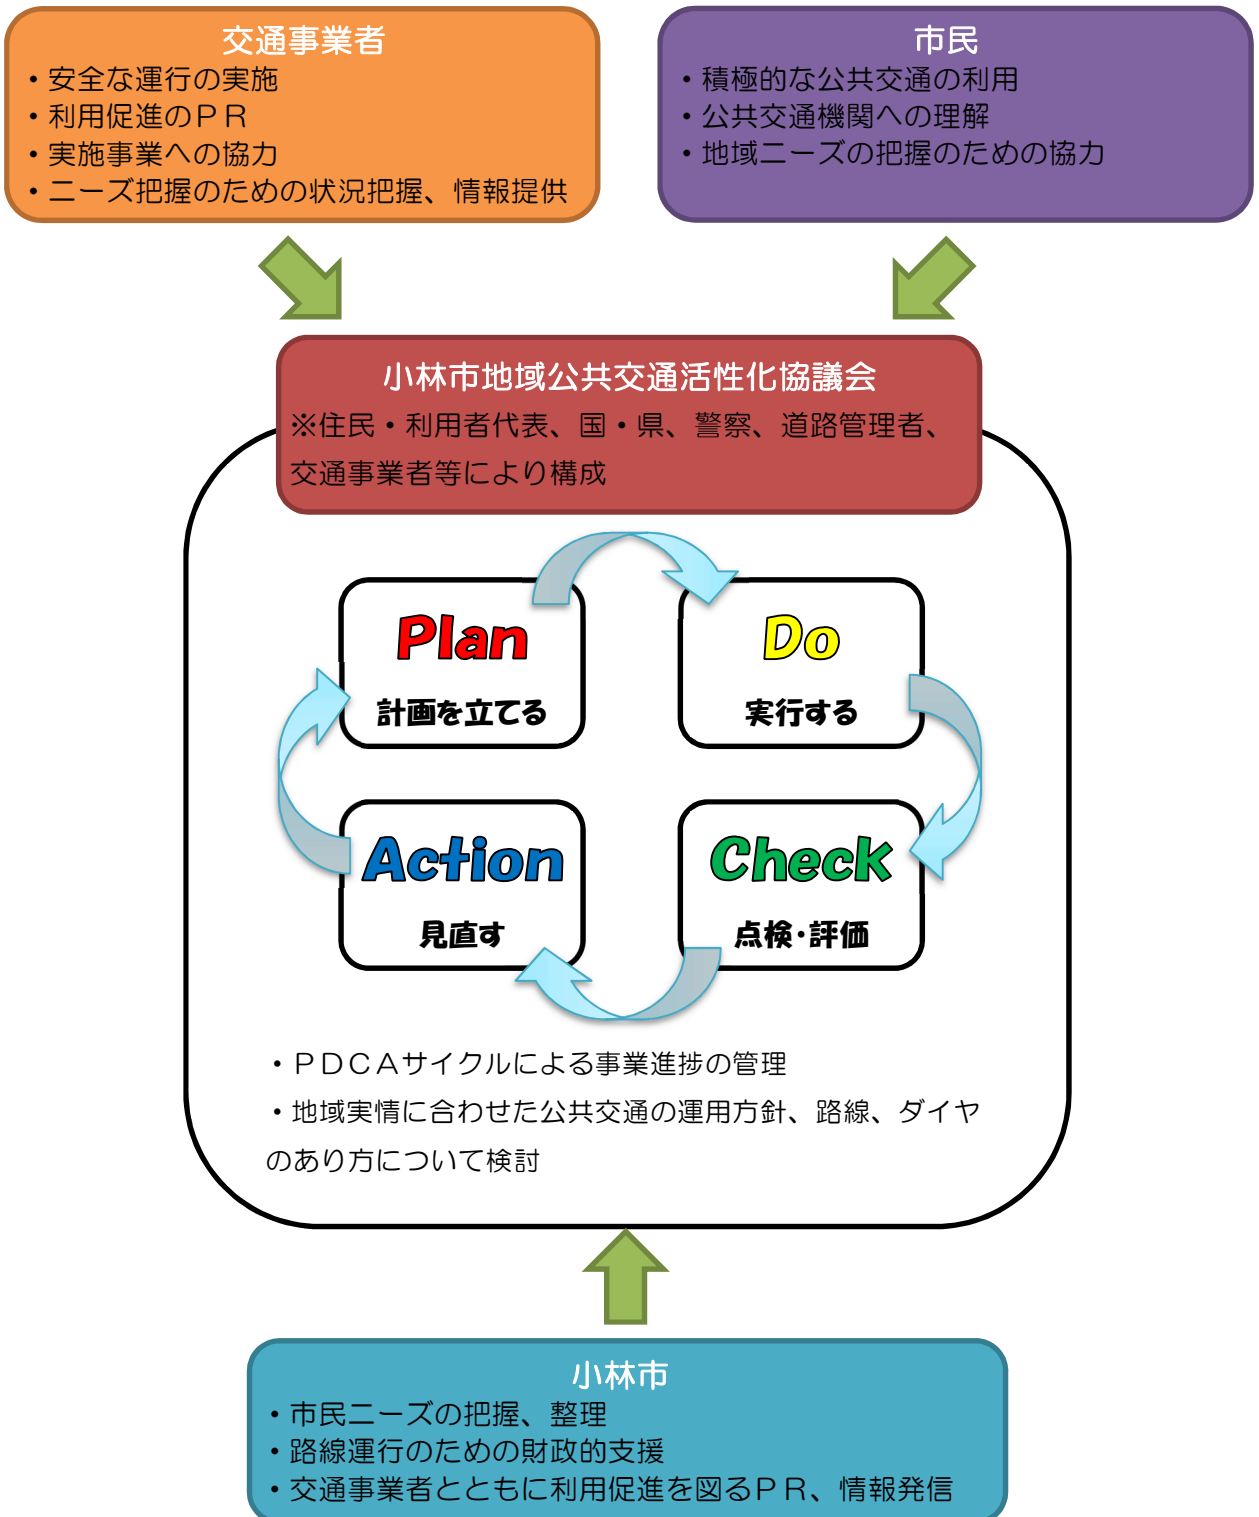 交通事業者
・安全な運行の実施
・利用促進のＰＲ
・実施事業への協力
・ニーズ把握のための状況把握、情報提供
市民
・積極的な公共交通の利用
・公共交通機関への理解
・地域ニーズの把握のための協力
小林市地域公共交通活性化協議会
※住民・利用者代表、国・県、警察、道路管理者、
交通事業者等により構成
Plan
計画を立てる
Do
実行する
Action
見直す
Check
点検・評価
・ＰＤＣＡサイクルによる事業進捗の管理
・地域実情に合わせた公共交通の運用方針、路線、ダイヤ
のあり方について検討
小林市
・市民ニーズの把握、整理
・路線運行のための財政的支援
・交通事業者とともに利用促進を図るＰＲ、情報発信